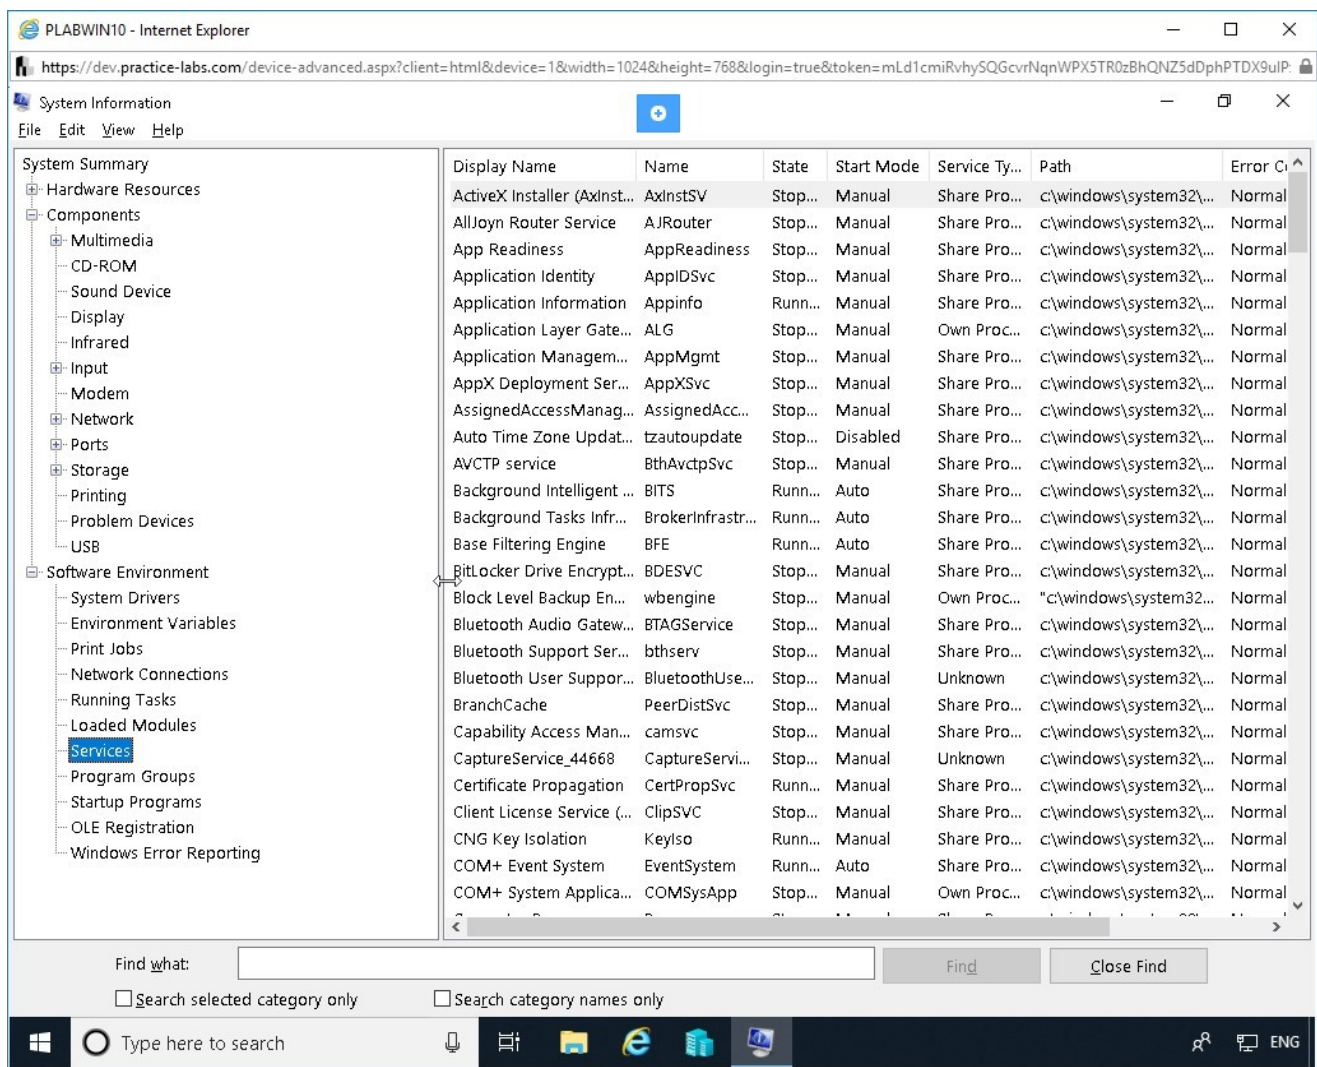 PLABWIN10 - Internet Explorer
https://dev.practice-labs.com/device-advanced.aspx?client=html&device=1&width=1024&height=768&login=true&token=mLd1cmiRvhySQGcvrNqnWPX5TR0zBhQNZ5dDphPTDX9uIP:
System Information
File Edit View Help
System Summary
Hardware Resources
Components
Multimedia
CD-ROM
Sound Device
Display
Infrared
Input
Modem
Network
Ports
Storage
Printing
Problem Devices
USB
Software Environment
System Drivers
Environment Variables
Print Jobs
Network Connections
Running Tasks
Loaded Modules
Services
Program Groups
Startup Programs
OLE Registration
Windows Error Reporting
Display Name Name State Start Mode Service Ty... Path Error C
ActiveX Installer (AxInst... AxInstSV Stop... Manual Share Pro... c:\windows\system32\... Normal
AllJoyn Router Service AJRouter Stop... Manual Share Pro... c:\windows\system32\... Normal
App Readiness AppReadiness Stop... Manual Share Pro... c:\windows\system32\... Normal
Application Identity AppIDSvc Stop... Manual Share Pro... c:\windows\system32\... Normal
Application Information Appinfo Runn... Manual Share Pro... c:\windows\system32\... Normal
Application Layer Gate... ALG Stop... Manual Own Proc... c:\windows\system32\... Normal
Application Managem... AppMgmt Stop... Manual Share Pro... c:\windows\system32\... Normal
AppX Deployment Ser... AppXSvc Stop... Manual Share Pro... c:\windows\system32\... Normal
AssignedAccessManag... AssignedAcc... Stop... Manual Share Pro... c:\windows\system32\... Normal
Auto Time Zone Updat... tzautoupdate Stop... Disabled Share Pro... c:\windows\system32\... Normal
AVCTP service BthAvctpSvc Stop... Manual Share Pro... c:\windows\system32\... Normal
Background Intelligent ... BITS Runn... Auto Share Pro... c:\windows\system32\... Normal
Background Tasks Infr... BrokerInfrastr... Runn... Auto Share Pro... c:\windows\system32\... Normal
Base Filtering Engine BFE Runn... Auto Share Pro... c:\windows\system32\... Normal
BitLocker Drive Encrypt... BDESVC Stop... Manual Share Pro... c:\windows\system32\... Normal
Block Level Backup En... wbengine Stop... Manual Own Proc... "c:\windows\system32... Normal
Bluetooth Audio Gatew... BTAGService Stop... Manual Share Pro... c:\windows\system32\... Normal
Bluetooth Support Ser... bthserv Stop... Manual Share Pro... c:\windows\system32\... Normal
Bluetooth User Suppor... BluetoothUse... Stop... Manual Unknown c:\windows\system32\... Normal
BranchCache PeerDistSvc Stop... Manual Share Pro... c:\windows\system32\... Normal
Capability Access Man... camsvc Stop... Manual Share Pro... c:\windows\system32\... Normal
CaptureService_44668 CaptureServi... Stop... Manual Unknown c:\windows\system32\... Normal
Certificate Propagation CertPropSvc Runn... Manual Share Pro... c:\windows\system32\... Normal
Client License Service (... ClipSVC Stop... Manual Share Pro... c:\windows\system32\... Normal
CNG Key Isolation KeyIso Runn... Manual Share Pro... c:\windows\system32\... Normal
COM+ Event System EventSystem Runn... Auto Share Pro... c:\windows\system32\... Normal
COM+ System Applica... COMSysApp Stop... Manual Own Proc... c:\windows\system32\... Normal
Find what:
Find
Close Find
Search selected category only
Search category names only
Type here to search
ENG